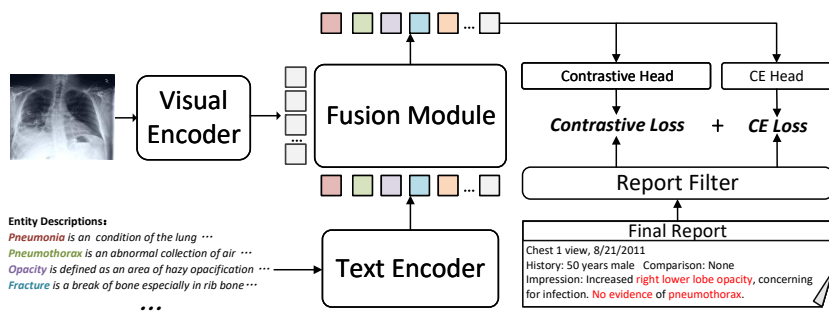 Visual
Encoder
...
Fusion Module
...
...
Contrastive Head
CE Head
Contrastive Loss + CE Loss
Report Filter
Entity Descriptions:
Pneumonia is an condition of the lung ...
Pneumothorax is an abnormal collection of air ...
Opacity is defined as an area of hazy opacification ...
Fracture is a break of bone especially in rib bone ...
...
Text Encoder
Final Report
Chest 1 view, 8/21/2011
History: 50 years male Comparison: None
Impression: Increased right lower lobe opacity, concerning
for infection. No evidence of pneumothorax.